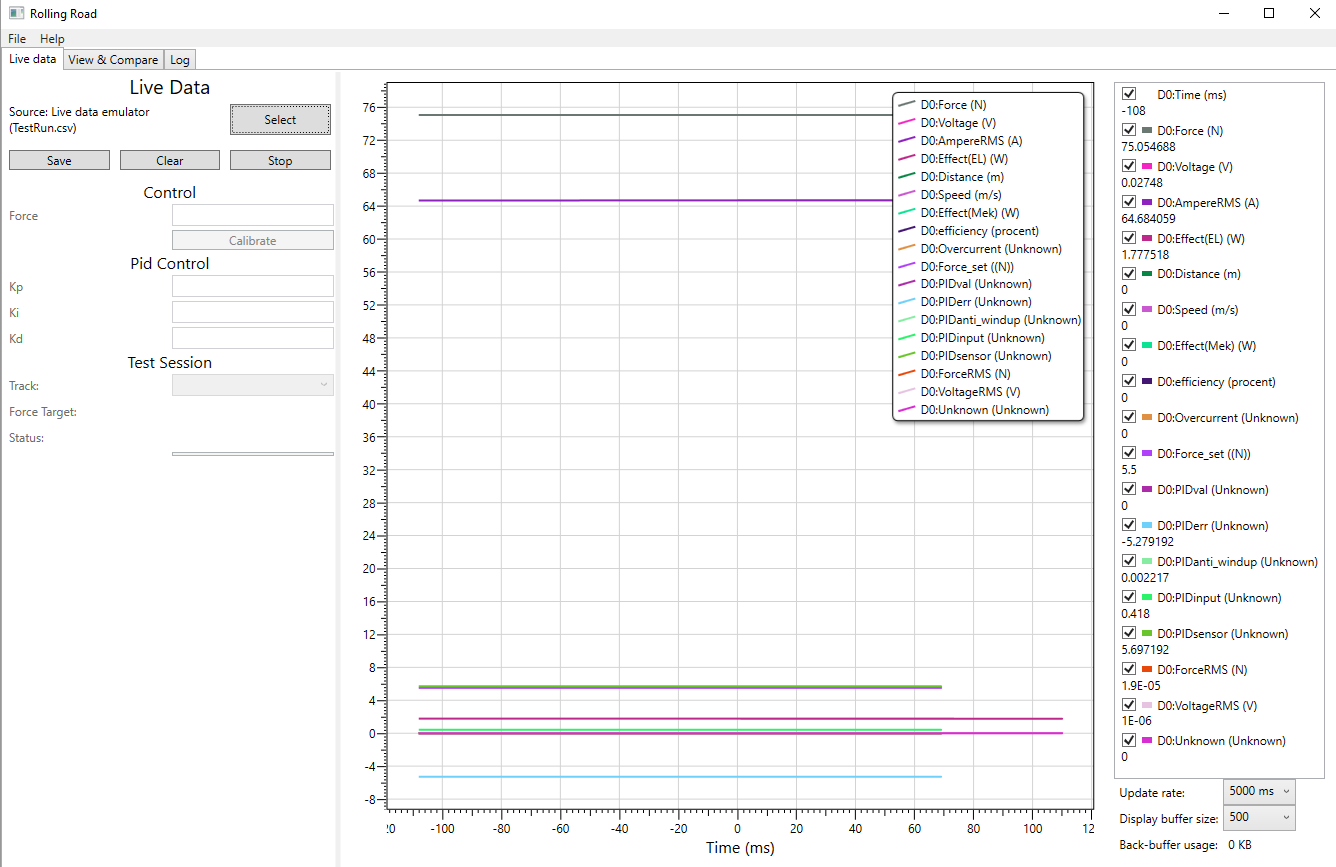 Rolling Road
File Help
Live data View & Compare Log
Live Data
Source: Live data emulator
(TestRun.csv)
Select
Save Clear Stop
Control
Force
Calibrate
Pid Control
Kp
Ki
Kd
Test Session
Track:
Force Target:
Status:
76
72
68
64
60
56
52
48
44
40
36
32
28
24
20
16
12
8
4
0
-4
-8
20 -100 -80 -60 -40 -20 0 20 40 60 80 100 12
Time (ms)
D0:Force (N)
D0:Voltage (V)
D0:AmpereRMS (A)
D0:Effect(EL) (W)
D0:Distance (m)
D0:Speed (m/s)
D0:Effect(Mek) (W)
D0:efficiency (procent)
D0:Overcurrent (Unknown)
D0:Force_set ((N))
D0:PIDval (Unknown)
D0:PIDerr (Unknown)
D0:PIDanti_windup (Unknown)
D0:PIDinput (Unknown)
D0:PIDsensor (Unknown)
D0:ForceRMS (N)
D0:VoltageRMS (V)
D0:Unknown (Unknown)
D0:Time (ms)
-108
D0:Force (N)
75.054688
D0:Voltage (V)
0.02748
D0:AmpereRMS (A)
64.684059
D0:Effect(EL) (W)
1.777518
D0:Distance (m)
0
D0:Speed (m/s)
0
D0:Effect(Mek) (W)
0
D0:efficiency (procent)
0
D0:Overcurrent (Unknown)
0
D0:Force_set ((N))
5.5
D0:PIDval (Unknown)
0
D0:PIDerr (Unknown)
-5.279192
D0:PIDanti_windup (Unknown)
0.002217
D0:PIDinput (Unknown)
0.418
D0:PIDsensor (Unknown)
5.697192
D0:ForceRMS (N)
1.9E-05
D0:VoltageRMS (V)
1E-06
D0:Unknown (Unknown)
0
Update rate: 5000 ms
Display buffer size: 500
Back-buffer usage: 0 KB